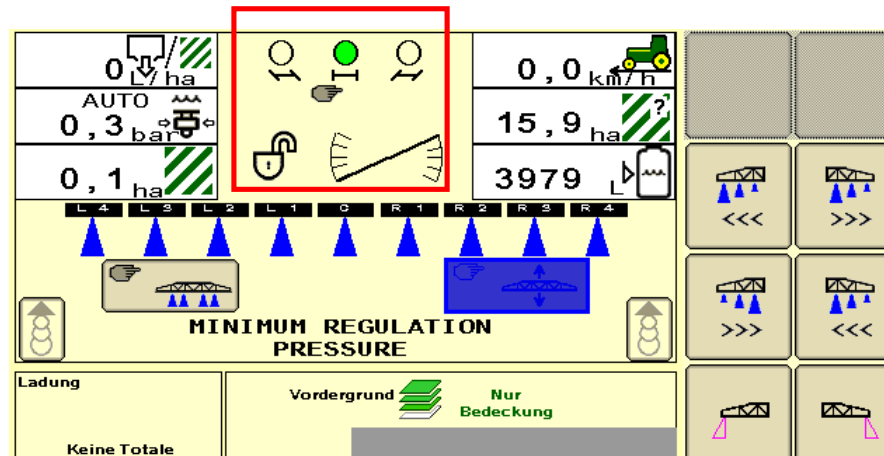 0 L/ha
AUTO
0,3 bar
0,1 ha
0,0 km/h
15,9 ha
?
3979 L
L 4 L 3 L 2 L 1 C R 1 R 2 R 3 R 4
MINIMUM REGULATION
PRESSURE
<<< >>>
>>> <<<
Ladung
Keine Totale
Vordergrund
Nur
Bedeckung